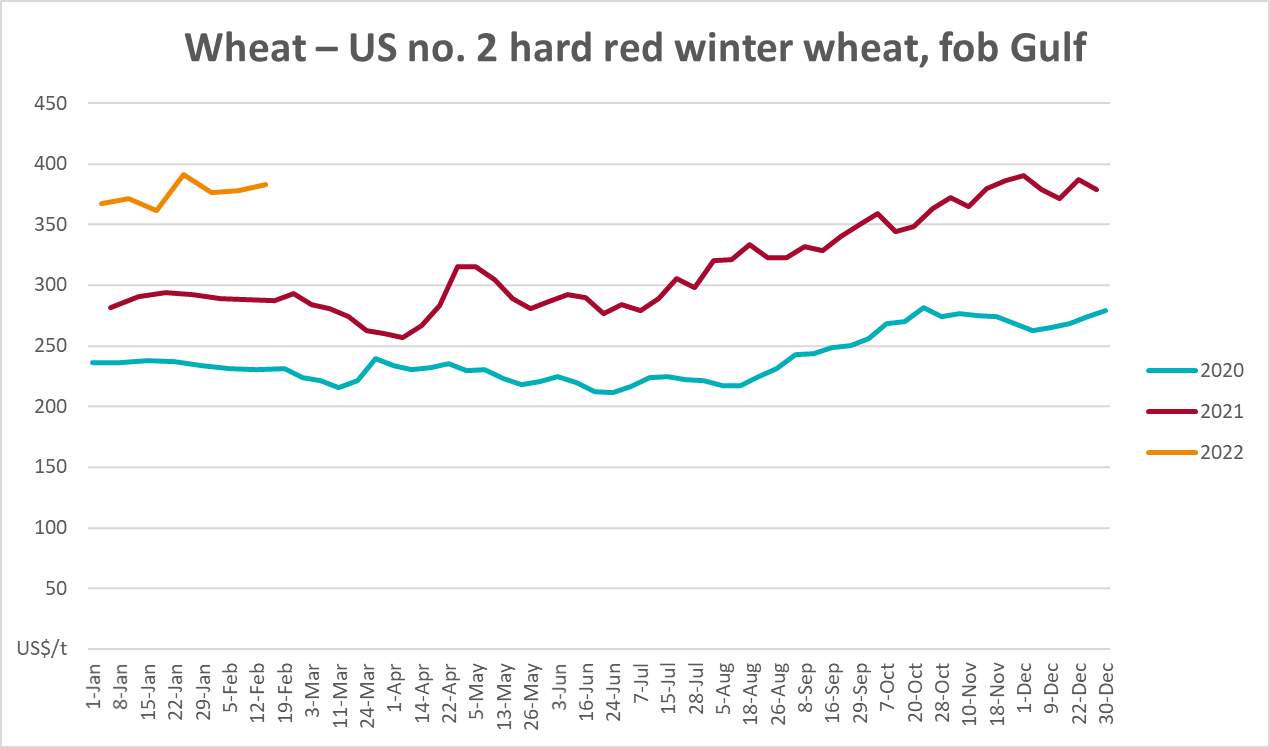 Wheat – US no. 2 hard red winter wheat, fob Gulf
450
400
350
300
250
200
150
100
50
US$/t
1-Jan
8-Jan
15-Jan
22-Jan
29-Jan
5-Feb
12-Feb
19-Feb
3-Mar
11-Mar
24-Mar
1-Apr
14-Apr
22-Apr
5-May
13-May
26-May
3-Jun
16-Jun
24-Jun
7-Jul
15-Jul
28-Jul
5-Aug
18-Aug
26-Aug
8-Sep
16-Sep
29-Sep
7-Oct
20-Oct
28-Oct
10-Nov
18-Nov
1-Dec
9-Dec
22-Dec
30-Dec
2020
2021
2022